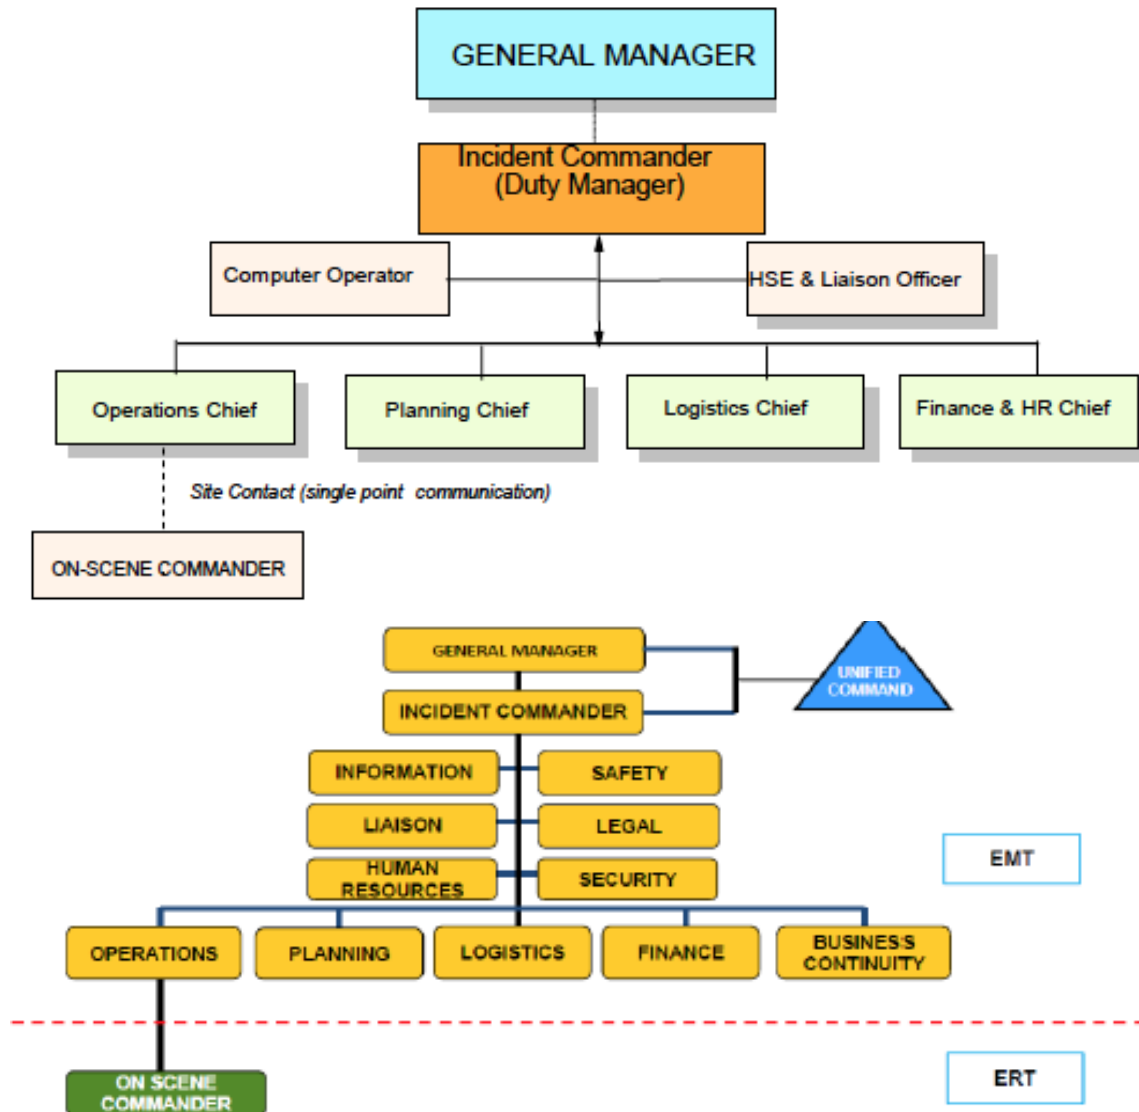 GENERAL MANAGER
Incident Commander
(Duty Manager)
Computer Operator
HSE & Liaison Officer
Operations Chief
Planning Chief
Logistics Chief
Finance & HR Chief
Site Contact (single point communication)
ON-SCENE COMMANDER
GENERAL MANAGER
UNIFIED
COMMAND
INCIDENT COMMANDER
INFORMATION
SAFETY
LIAISON
LEGAL
EMT
HUMAN
RESOURCES
SECURITY
OPERATIONS
PLANNING
LOGISTICS
FINANCE
BUSINES'S
CONTINUITY
ERT
ON SCENE
COMMANDER